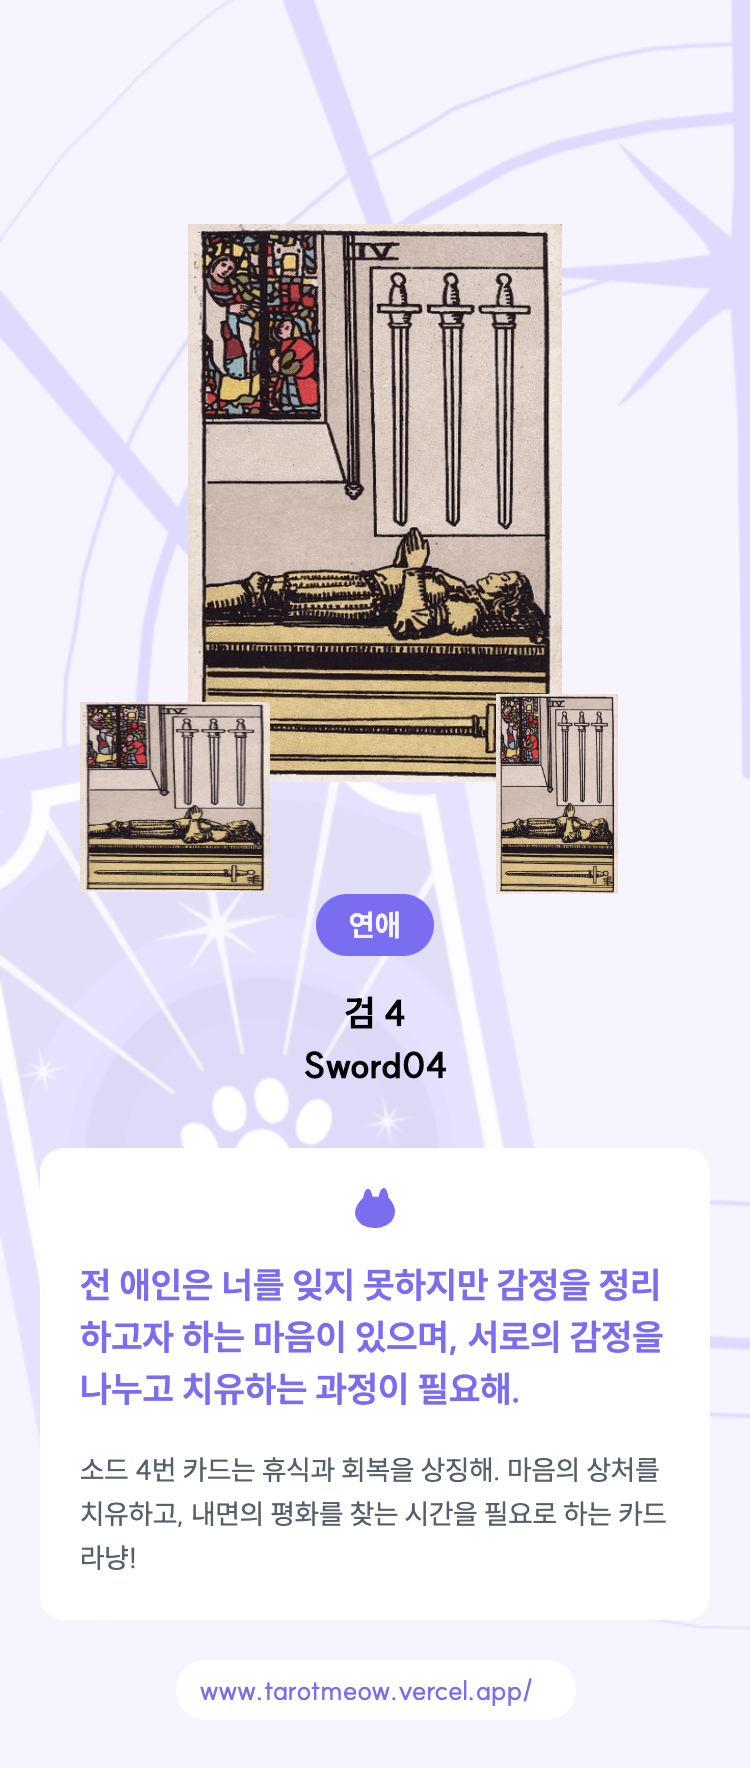 IV
IV
IV
연애
검 4
Sword04
전 애인은 너를 잊지 못하지만 감정을 정리
하고자 하는 마음이 있으며, 서로의 감정을
나누고 치유하는 과정이 필요해.
소드 4번 카드는 휴식과 회복을 상징해. 마음의 상처를
치유하고, 내면의 평화를 찾는 시간을 필요로 하는 카드
라냥!
www.tarotmeow.vercel.app/